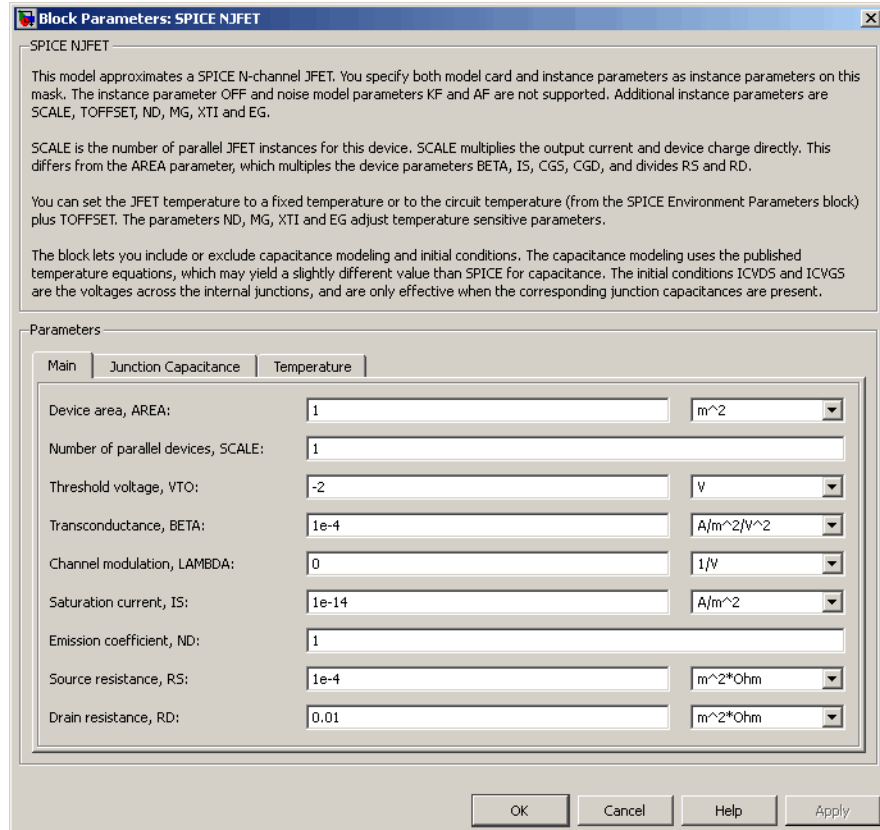 Block Parameters: SPICE NJFET
SPICE NJFET
This model approximates a SPICE N-channel JFET. You specify both model card and instance parameters as instance parameters on this
mask. The instance parameter OFF and noise model parameters KF and AF are not supported. Additional instance parameters are
SCALE, TOFFSET, ND, MG, XTI and EG.
SCALE is the number of parallel JFET instances for this device. SCALE multiplies the output current and device charge directly. This
differs from the AREA parameter, which multiples the device parameters BETA, IS, CGS, CGD, and divides RS and RD.
You can set the JFET temperature to a fixed temperature or to the circuit temperature (from the SPICE Environment Parameters block)
plus TOFFSET. The parameters ND, MG, XTI and EG adjust temperature sensitive parameters.
The block lets you include or exclude capacitance modeling and initial conditions. The capacitance modeling uses the published
temperature equations, which may yield a slightly different value than SPICE for capacitance. The initial conditions ICVDS and ICVGS
are the voltages across the internal junctions, and are only effective when the corresponding junction capacitances are present.
Parameters
Main Junction Capacitance Temperature
Device area, AREA: 1 m^2
Number of parallel devices, SCALE: 1
Threshold voltage, VTO: -2 V
Transconductance, BETA: 1e-4 A/m^2/V^2
Channel modulation, LAMBDA: 0 1/V
Saturation current, IS: 1e-14 A/m^2
Emission coefficient, ND: 1
Source resistance, RS: 1e-4 m^2*Ohm
Drain resistance, RD: 0.01 m^2*Ohm
OK Cancel Help Apply